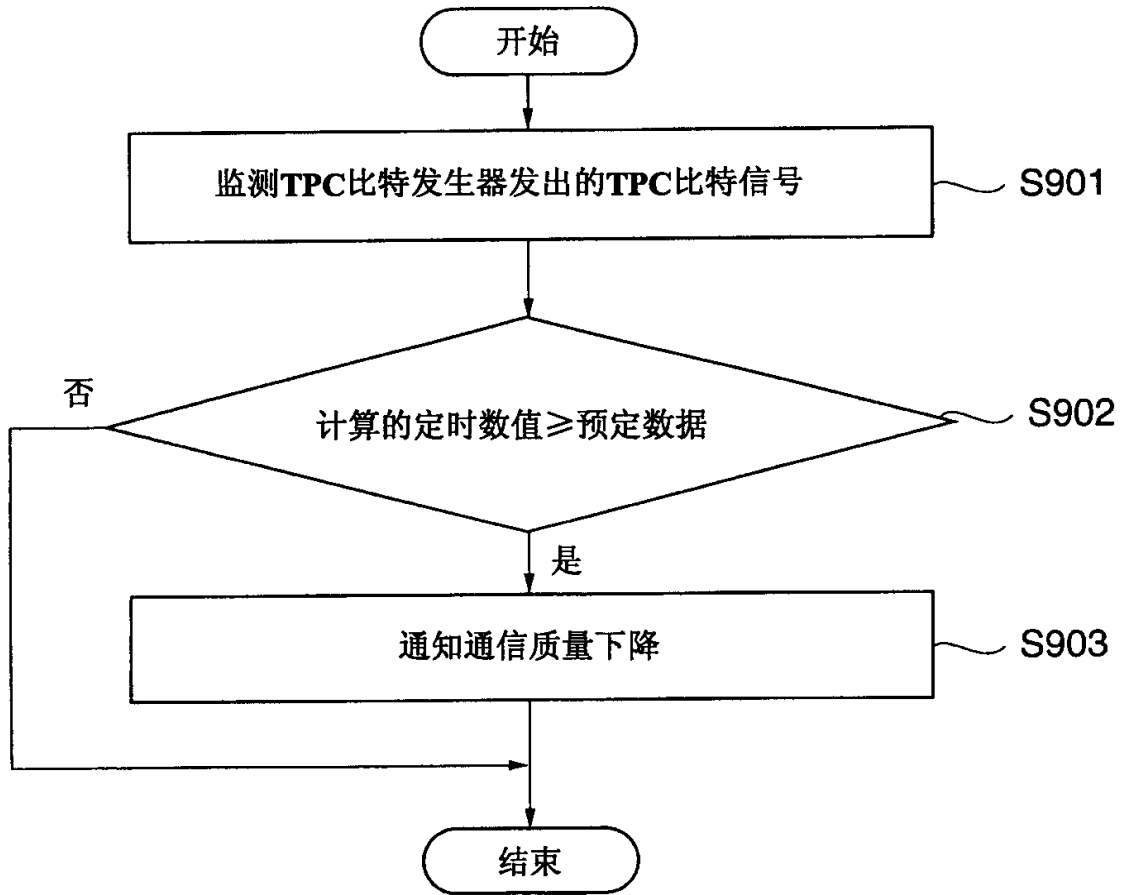 开始
监测TPC比特发生器发出的TPC比特信号
S901
否
计算的定时数值≥预定数据
S902
是
通知通信质量下降
S903
结束